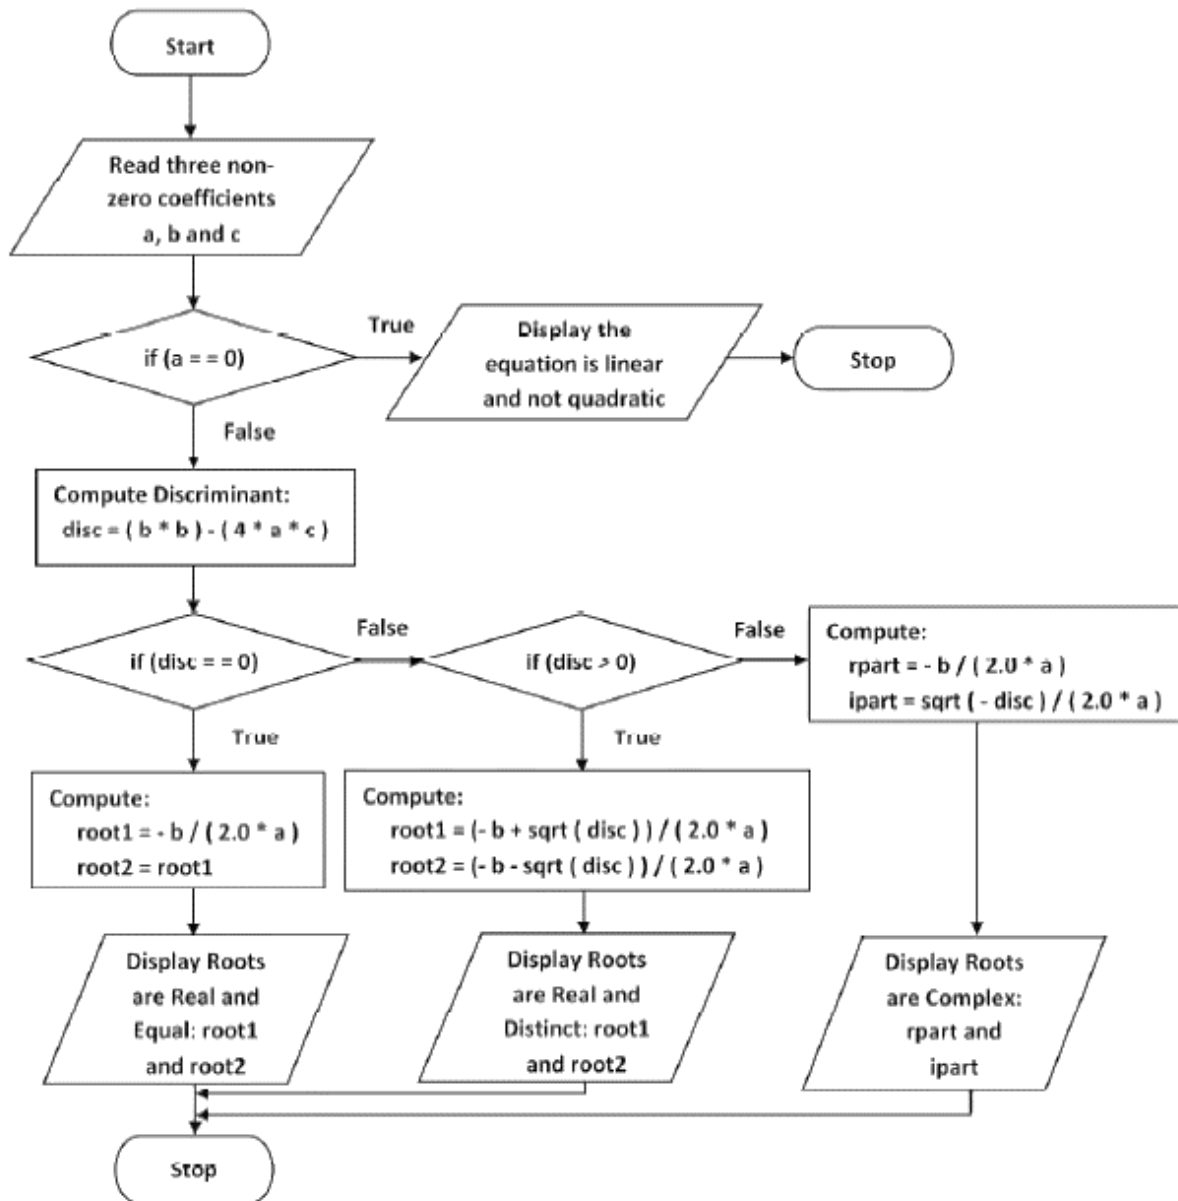 Start
Read three non-
zero coefficients
a, b and c
if (a = = 0)
True
Display the
equation is linear
and not quadratic
Stop
False
Compute Discriminant:
disc = ( b * b ) - ( 4 * a * c )
if (disc = = 0)
False
if (disc > 0)
False
Compute:
rpart = - b / ( 2.0 * a )
ipart = sqrt ( - disc ) / ( 2.0 * a )
True
True
Compute:
root1 = - b / ( 2.0 * a )
root2 = root1
Compute:
root1 = (- b + sqrt ( disc ) ) / ( 2.0 * a )
root2 = (- b - sqrt ( disc ) ) / ( 2.0 * a )
Display Roots
are Real and
Equal: root1
and root2
Display Roots
are Real and
Distinct: root1
and root2
Display Roots
are Complex:
rpart and
ipart
Stop